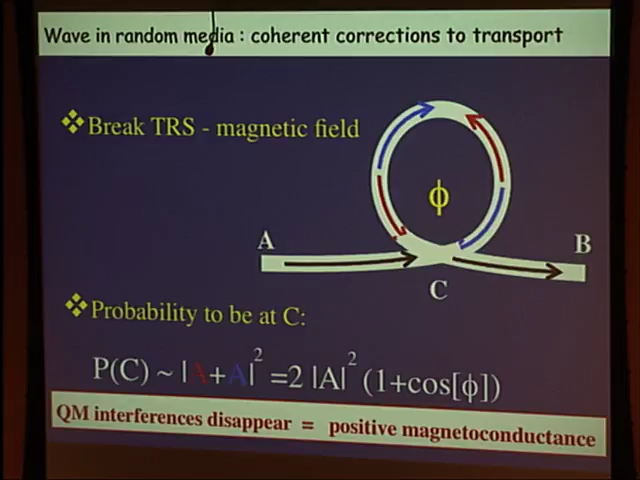 Wave in random media : coherent corrections to transport
❖Break TRS - magnetic field
ϕ
A
B
C
❖Probability to be at C:
P(C) ~ |A+A|² =2 |A|² (1+cos[ϕ])
QM interferences disappear = positive magnetoconductance